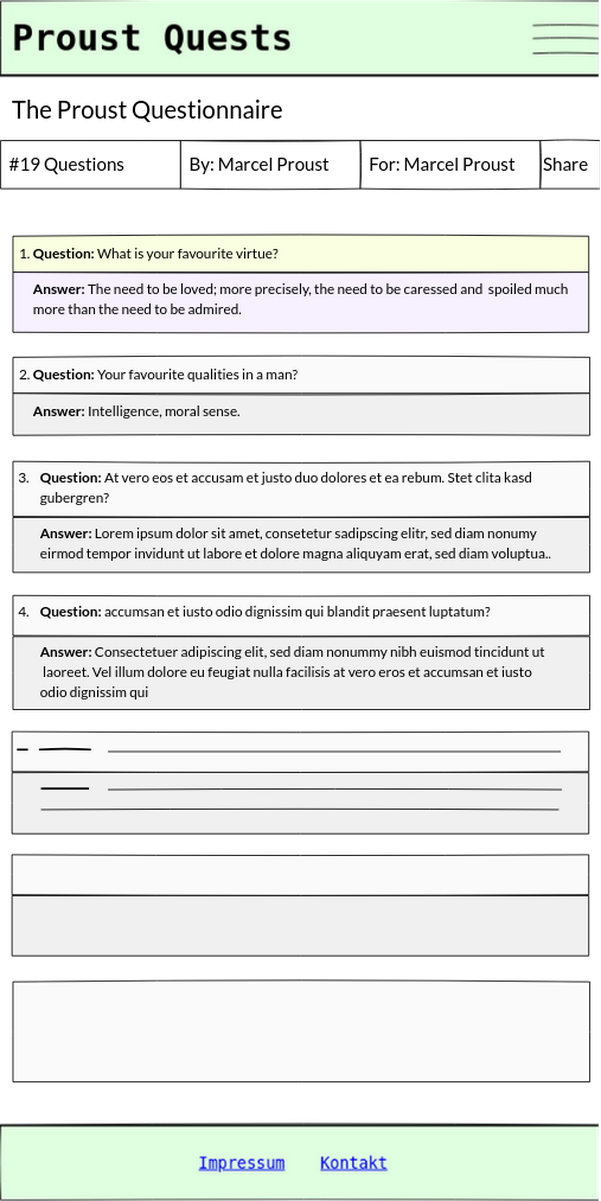 Proust Quests
The Proust Questionnaire
#19 Questions
By: Marcel Proust
For: Marcel Proust
Share
1. Question: What is your favourite virtue?
Answer: The need to be loved; more precisely, the need to be caressed and spoiled much
more than the need to be admired.
2. Question: Your favourite qualities in a man?
Answer: Intelligence, moral sense.
3. Question: At vero eos et accusam et justo duo dolores et ea rebum. Stet clita kasd
gubergren?
Answer: Lorem ipsum dolor sit amet, consetetur sadipscing elitr, sed diam nonumy
eirmod tempor invidunt ut labore et dolore magna aliquyam erat, sed diam voluptua..
4. Question: accumsan et iusto odio dignissim qui blandit praesent luptatum?
Answer: Consectetuer adipiscing elit, sed diam nonummy nibh euismod tincidunt ut
laoreet. Vel illum dolore eu feugiat nulla facilisis at vero eros et accumsan et iusto
odio dignissim qui
Impressum
Kontakt